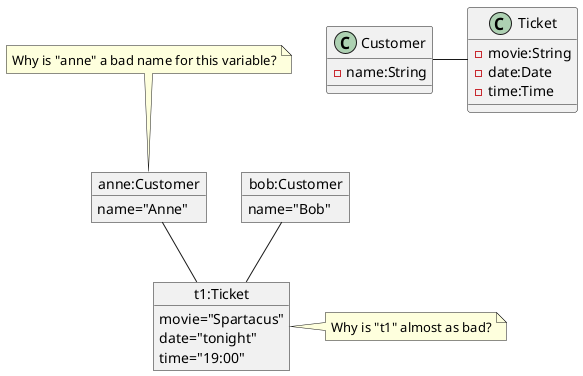 Why is "anne" a bad name for this variable?
C Customer
name:String
C Ticket
movie:String
date:Date
time:Time
anne:Customer
name="Anne"
bob:Customer
name="Bob"
t1:Ticket
movie="Spartacus"
date="tonight"
time="19:00"
Why is "t1" almost as bad?